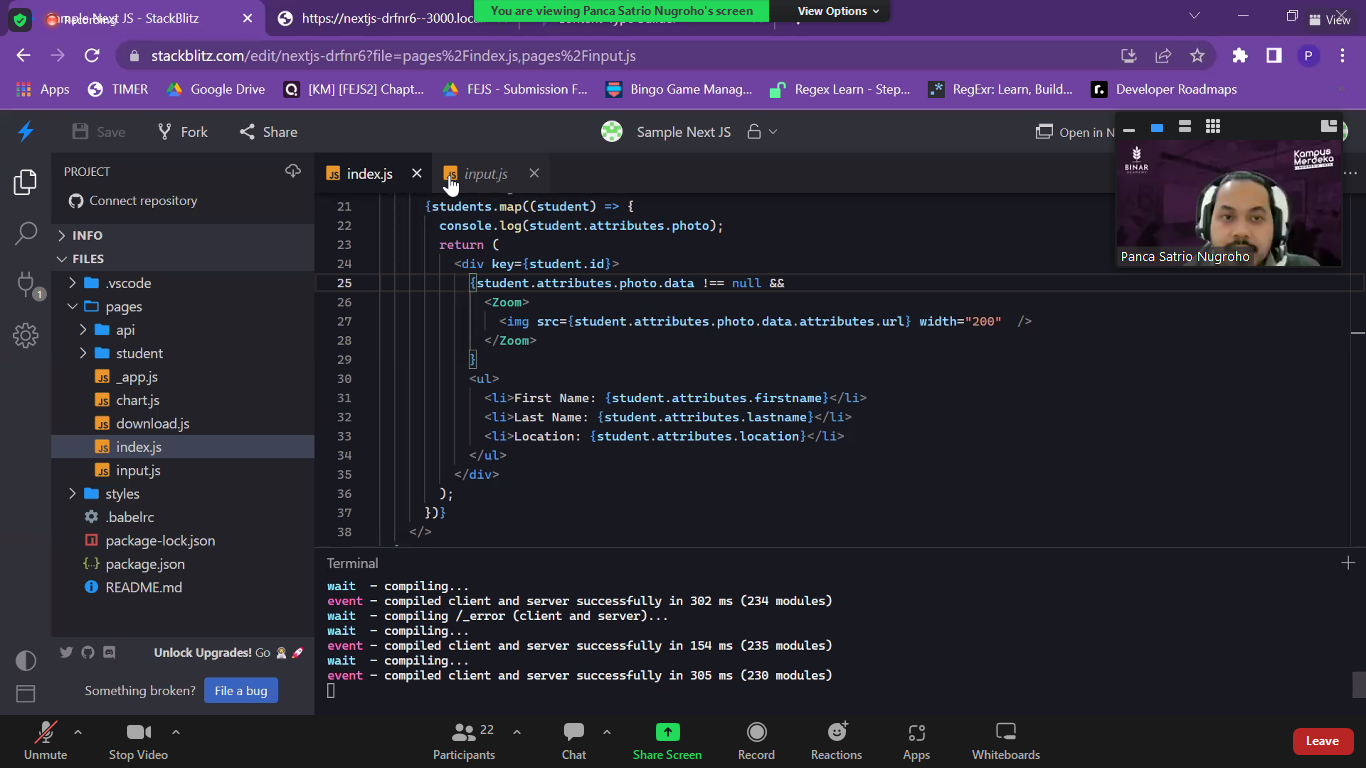 Sample Next JS - StackBlitz
Recording
https://nextjs-drfnr6--3000.loca
You are viewing Panca Satrio Nugroho's screen
View Options
View
stackblitz.com/edit/nextjs-drfnr6?file=pages%2Findex.js,pages%2Finput.js
P
Apps
TIMER
Google Drive
[KM] [FEJS2] Chapt...
FEJS - Submission F...
Bingo Game Manag...
Regex Learn - Step...
RegExr: Learn, Build...
Developer Roadmaps
Save
Fork
Share
Sample Next JS
Open in N
PROJECT
Connect repository
INFO
FILES
.vscode
pages
api
student
JS _app.js
JS chart.js
JS download.js
JS index.js
JS input.js
styles
.babelrc
package-lock.json
{..} package.json
README.md
1
Unlock Upgrades! Go
Something broken?
File a bug
JS index.js
JS input.js
21 {students.map((student) => {
22 console.log(student.attributes.photo);
23 return (
24 <div key={student.id}>
25 {student.attributes.photo.data !== null &&
26 <Zoom>
27 <img src={student.attributes.photo.data.attributes.url} width="200" />
28 </Zoom>
29 }
30 <ul>
31 <li>First Name: {student.attributes.firstname}</li>
32 <li>Last Name: {student.attributes.lastname}</li>
33 <li>Location: {student.attributes.location}</li>
34 </ul>
35 </div>
36 );
37 })}
38 </>
BINAR
Kampus
Merdeka
Panca Satrio Nugroho
Terminal
wait - compiling...
event - compiled client and server successfully in 302 ms (234 modules)
wait - compiling /_error (client and server)...
wait - compiling...
event - compiled client and server successfully in 154 ms (235 modules)
wait - compiling...
event - compiled client and server successfully in 305 ms (230 modules)
Unmute
Stop Video
Participants
22
Chat
Share Screen
Record
Reactions
Apps
Whiteboards
Leave